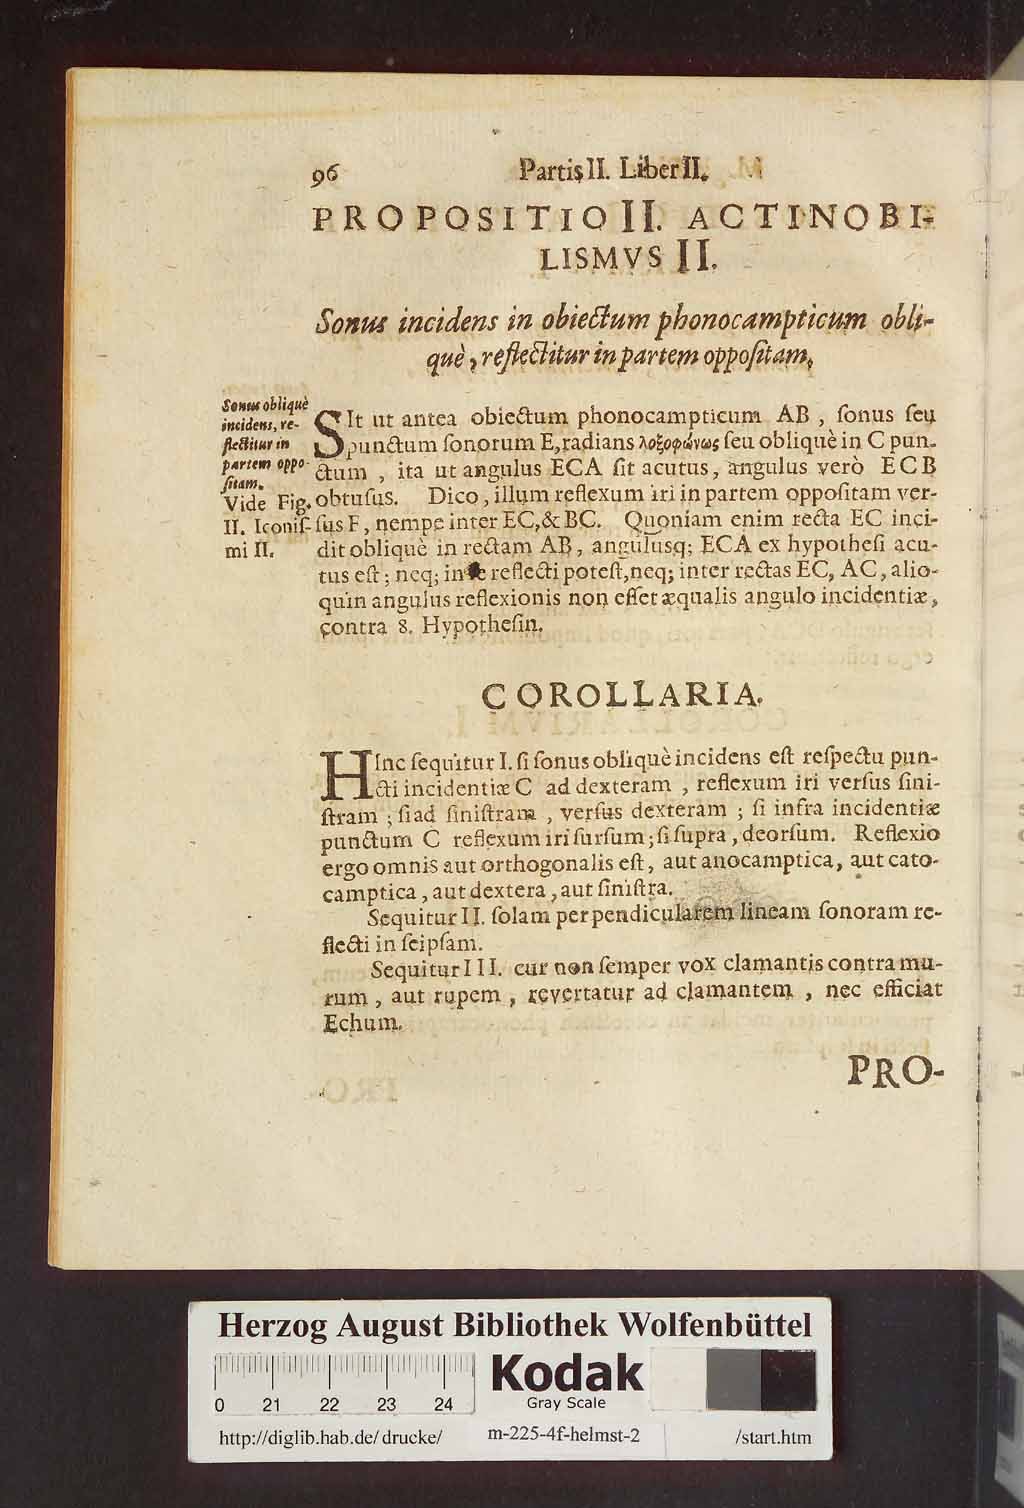 96 Partis II. Liber II.
PROPOSITIO II. ACTINOBI-
LISMVS II.
Sonus incidens in obiectum phonocampticum obli-
què, reflectitur in partem oppositam.
Sonus obliquè
incidens, re-
flectitur in
partem oppo-
sitam.
Vide Fig.
II. Iconis-
mi II.
SIt ut antea obiectum phonocampticum AB, ſonus ſeu
punctum ſonorum E, radians λοξοφώνως ſeu obliquè in C pun-
ctum, ita ut angulus ECA ſit acutus, angulus verò ECB
obtuſus. Dico, illum reflexum iri in partem oppoſitam ver-
ſus F, nempe inter EC, & BC. Quoniam enim recta EC inci-
dit obliquè in rectam AB, angulusq; ECA ex hypotheſi acu-
tus eſt; neq; in ſe reflecti poteſt, neq; inter rectas EC, AC, alio-
quin angulus reflexionis non eſſet æqualis angulo incidentiæ,
contra 8. Hypotheſin.
COROLLARIA.
HInc ſequitur I. ſi ſonus obliquè incidens eſt reſpectu pun-
cti incidentiæ C ad dexteram, reflexum iri verſus ſini-
ſtram; ſi ad ſiniſtram, verſus dexteram; ſi infra incidentiæ
punctum C reflexum iri ſurſum; ſi ſupra, deorſum. Reflexio
ergo omnis aut orthogonalis eſt, aut anocamptica, aut cato-
camptica, aut dextera, aut ſiniſtra.
Sequitur II. ſolam perpendicularem lineam ſonoram re-
flecti in ſeipſam.
Sequitur III. cur non ſemper vox clamantis contra mu-
rum, aut rupem, revertatur ad clamantem, nec efficiat
Echum.
PRO-
Herzog August Bibliothek Wolfenbüttel
0 21 22 23 24
Kodak
Gray Scale
http://diglib.hab.de/drucke/ m-225-4f-helmst-2 /start.htm